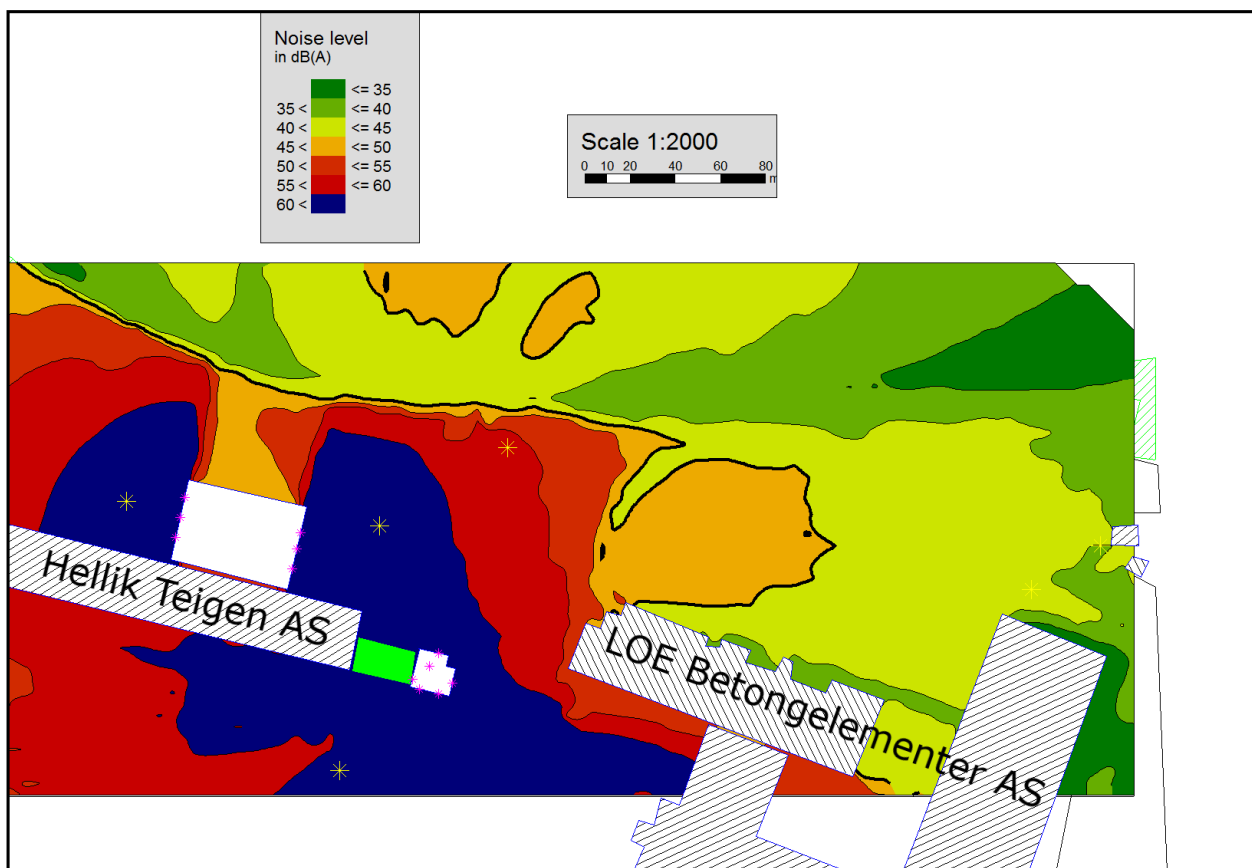 Noise level
in dB(A)
<= 35
35 < <= 40
40 < <= 45
45 < <= 50
50 < <= 55
55 < <= 60
60 <
Scale 1:2000
0 10 20 40 60 80
m
Hellik Teigen AS
LOE Betongelementer AS